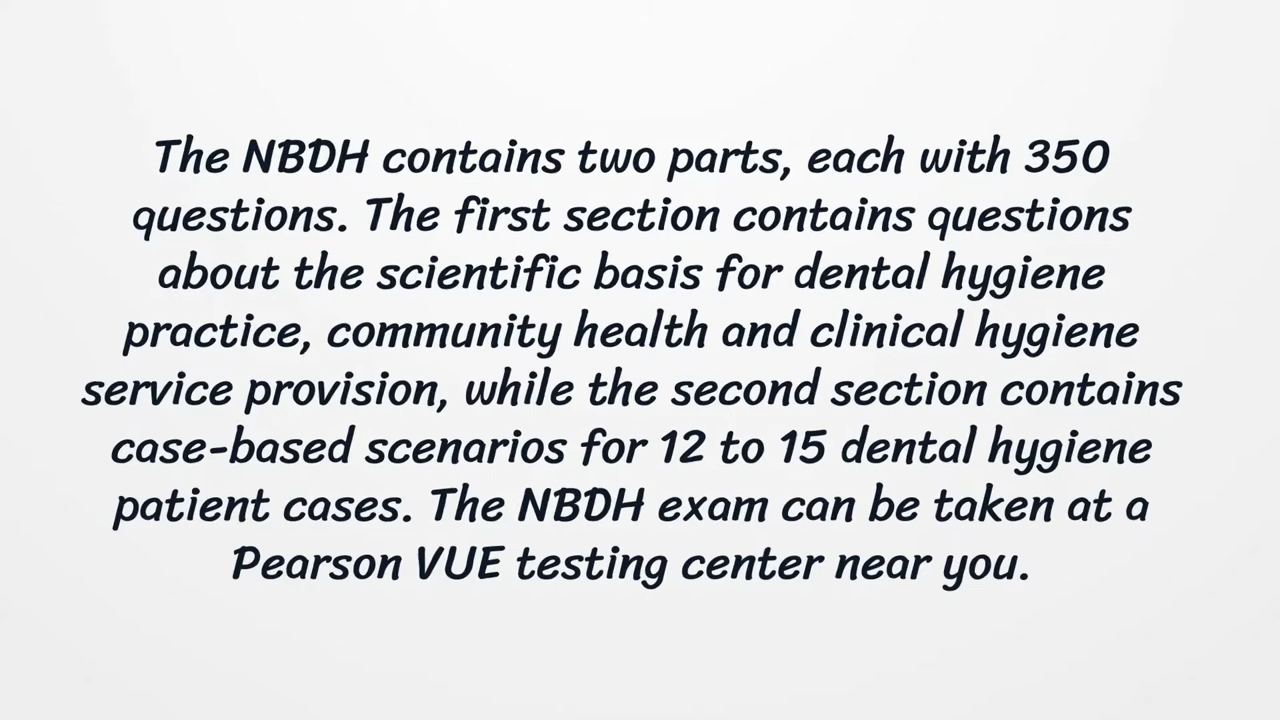 The NBDH contains two parts, each with 350
questions. The first section contains questions
about the scientific basis for dental hygiene
practice, community health and clinical hygiene
service provision, while the second section contains
case-based scenarios for 12 to 15 dental hygiene
patient cases. The NBDH exam can be taken at a
Pearson VUE testing center near you.